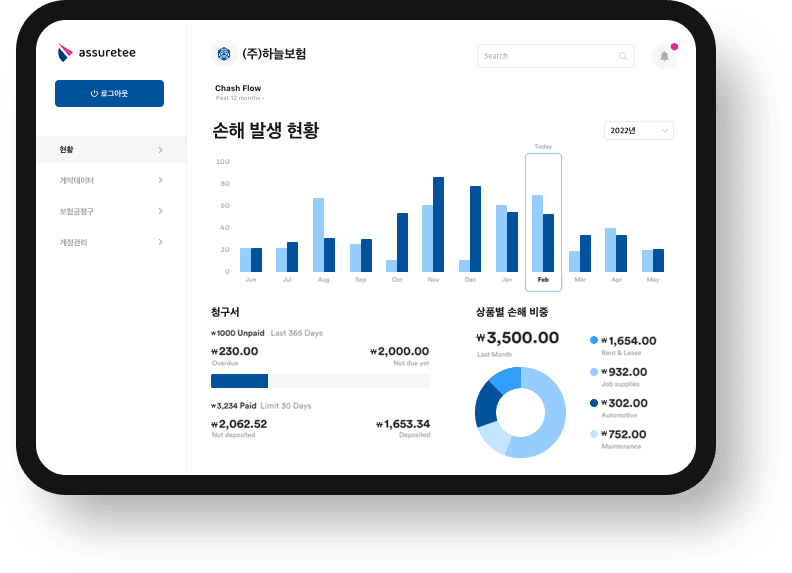 assuretee
로그아웃
현황
계약데이터
보험금청구
계정관리
(주)하늘보험
Search
Chash Flow
Past 12 months
손해 발생 현황
2022년
Today
100
80
60
40
20
0
Jun Jul Aug Sep Oct Nov Dec Jan Feb Mar Apr May
청구서
₩1000 Unpaid Last 365 Days
₩230.00 ₩2,000.00
Overdue Not due yet
₩3,234 Paid Limit 30 Days
₩2,062.52 ₩1,653.34
Not deposited Deposited
상품별 손해 비중
₩3,500.00
Last Month
₩1,654.00
Rent & Lease
₩932.00
Job supplies
₩302.00
Automotive
₩752.00
Maintenance